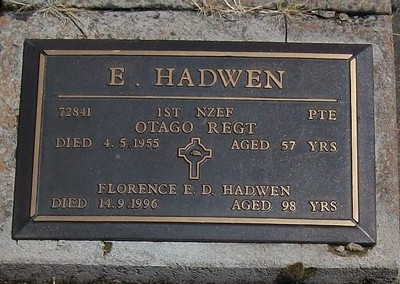 E. HADWEN
72841 1ST NZEF PTE
OTAGO REGT
DIED 4.5.1955 AGED 57 YRS
FLORENCE E. D. HADWEN
DIED 14.9.1996 AGED 98 YRS